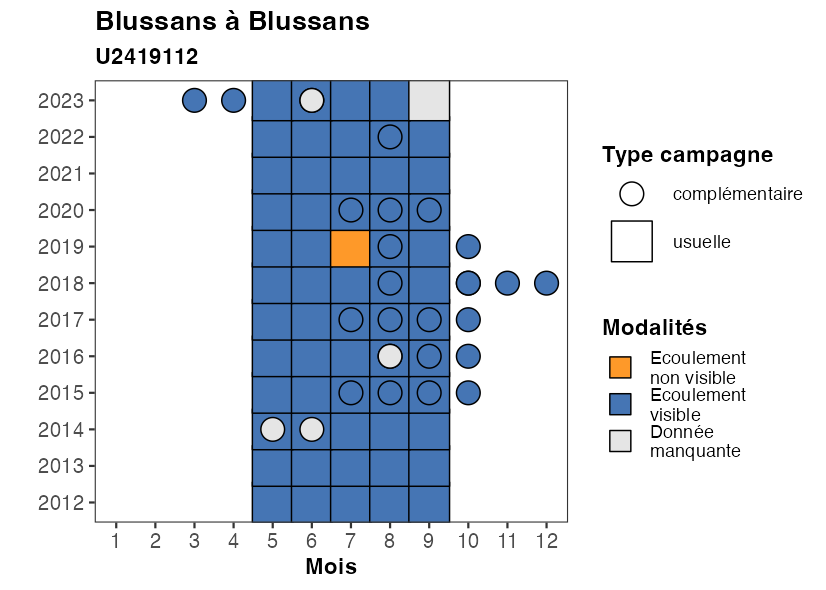 Blussans à Blussans
U2419112
2023
2022
2021
2020
2019
2018
2017
2016
2015
2014
2013
2012
1 2 3 4 5 6 7 8 9 10 11 12
Mois
Type campagne
complémentaire
usuelle
Modalités
Ecoulement
non visible
Ecoulement
visible
Donnée
manquante